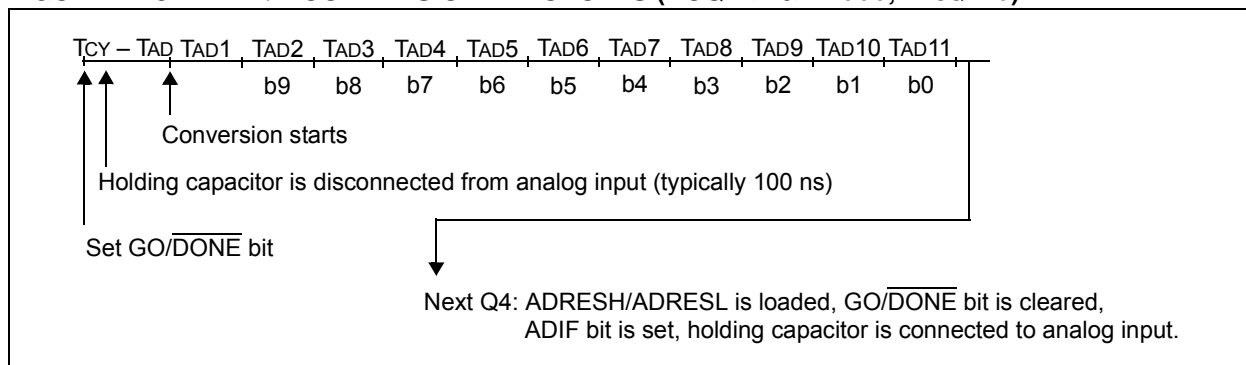 TCY – TAD TAD1 TAD2 TAD3 TAD4 TAD5 TAD6 TAD7 TAD8 TAD9 TAD10 TAD11
b9 b8 b7 b6 b5 b4 b3 b2 b1 b0
Conversion starts
Holding capacitor is disconnected from analog input (typically 100 ns)
Set GO/DONE bit
Next Q4: ADRESH/ADRESL is loaded, GO/DONE bit is cleared,
ADIF bit is set, holding capacitor is connected to analog input.